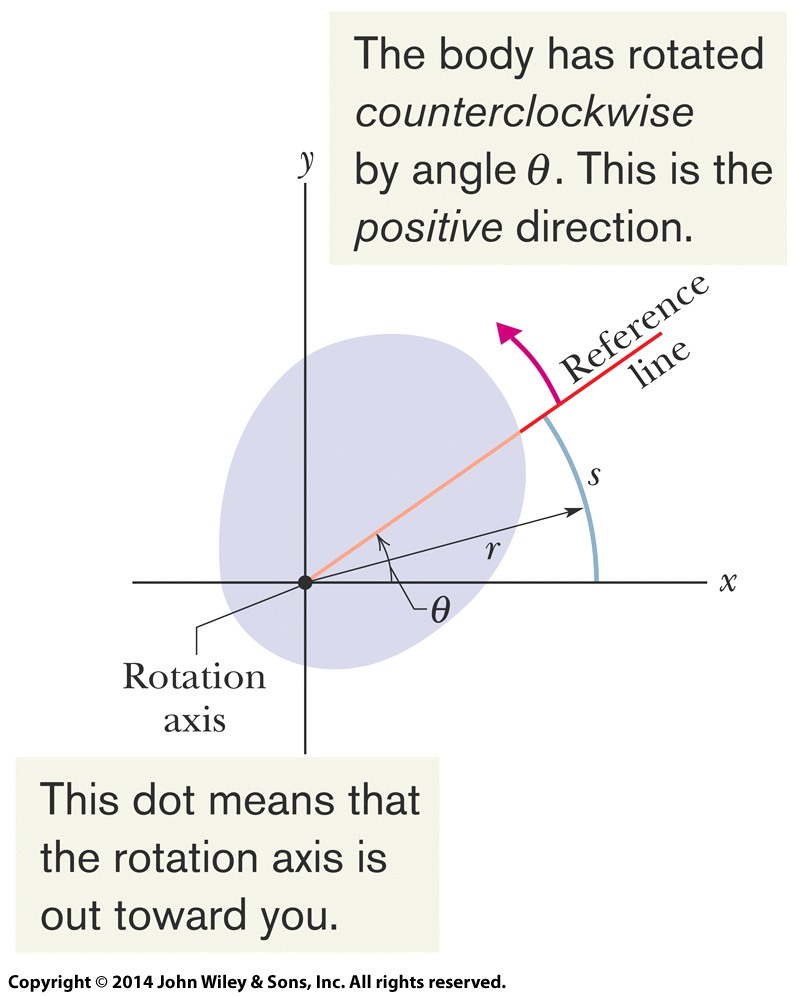 The body has rotated
counterclockwise
by angle θ. This is the
positive direction.
y
Reference
line
s
r
x
θ
Rotation
axis
This dot means that
the rotation axis is
out toward you.
Copyright © 2014 John Wiley & Sons, Inc. All rights reserved.